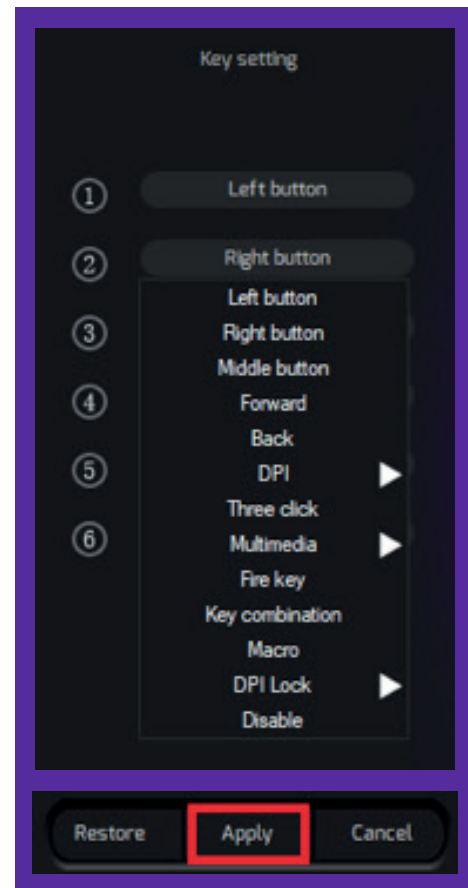 Key setting
① Left button
② Right button
Left button
③ Right button
Middle button
④ Forward
Back
⑤ DPI
Three click
⑥ Multimedia
Fire key
Key combination
Macro
DPI Lock
Disable
Restore Apply Cancel